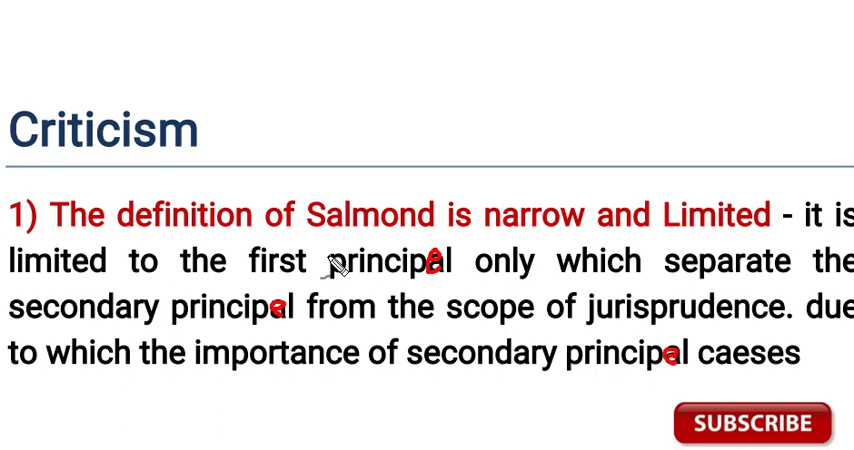 Criticism
1) The definition of Salmond is narrow and Limited - it is
limited to the first principal only which separate the
secondary principal from the scope of jurisprudence. due
to which the importance of secondary principal caeses
SUBSCRIBE